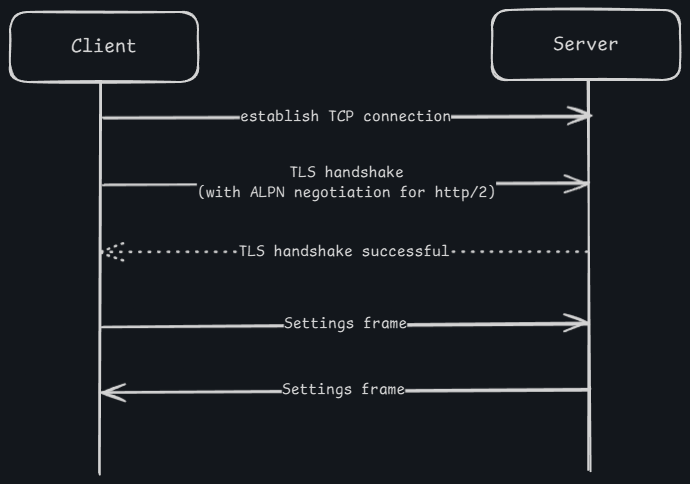 Client
Server
establish TCP connection
TLS handshake
(with ALPN negotiation for http/2)
TLS handshake successful
Settings frame
Settings frame